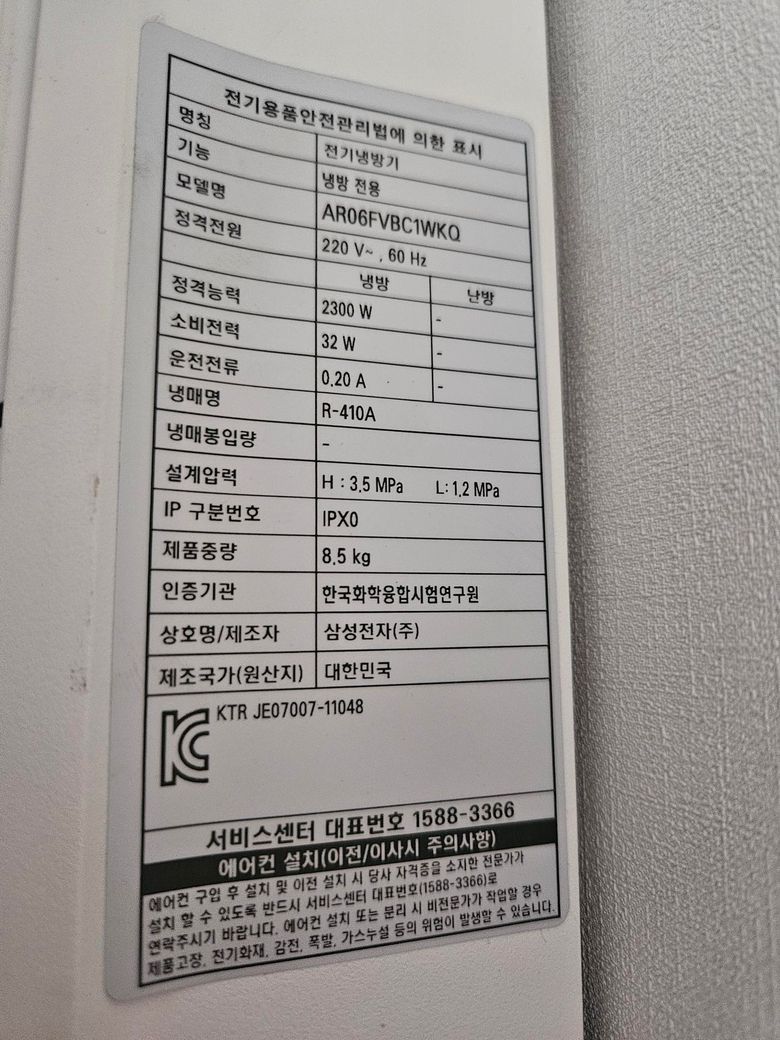 전기용품안전관리법에 의한 표시
명칭 전기냉방기
기능 냉방 전용
모델명 AR06FVBC1WKQ
정격전원 220 V~ , 60 Hz
냉방 난방
정격능력 2300 W -
소비전력 32 W -
운전전류 0.20 A -
냉매명 R-410A
냉매봉입량 -
설계압력 H : 3.5 MPa L : 1.2 MPa
IP 구분번호 IPX0
제품중량 8.5 kg
인증기관 한국화학융합시험연구원
상호명/제조자 삼성전자(주)
제조국가(원산지) 대한민국
KTR JE07007-11048
서비스센터 대표번호 1588-3366
에어컨 설치(이전/이사시 주의사항)
에어컨 구입 후 설치 및 이전 설치 시 당사 자격증을 소지한 전문가가
설치 할 수 있도록 반드시 서비스센터 대표번호(1588-3366)로
연락주시기 바랍니다. 에어컨 설치 또는 분리 시 비전문가가 작업할 경우
제품고장, 전기화재, 감전, 폭발, 가스누설 등의 위험이 발생할 수 있습니다.